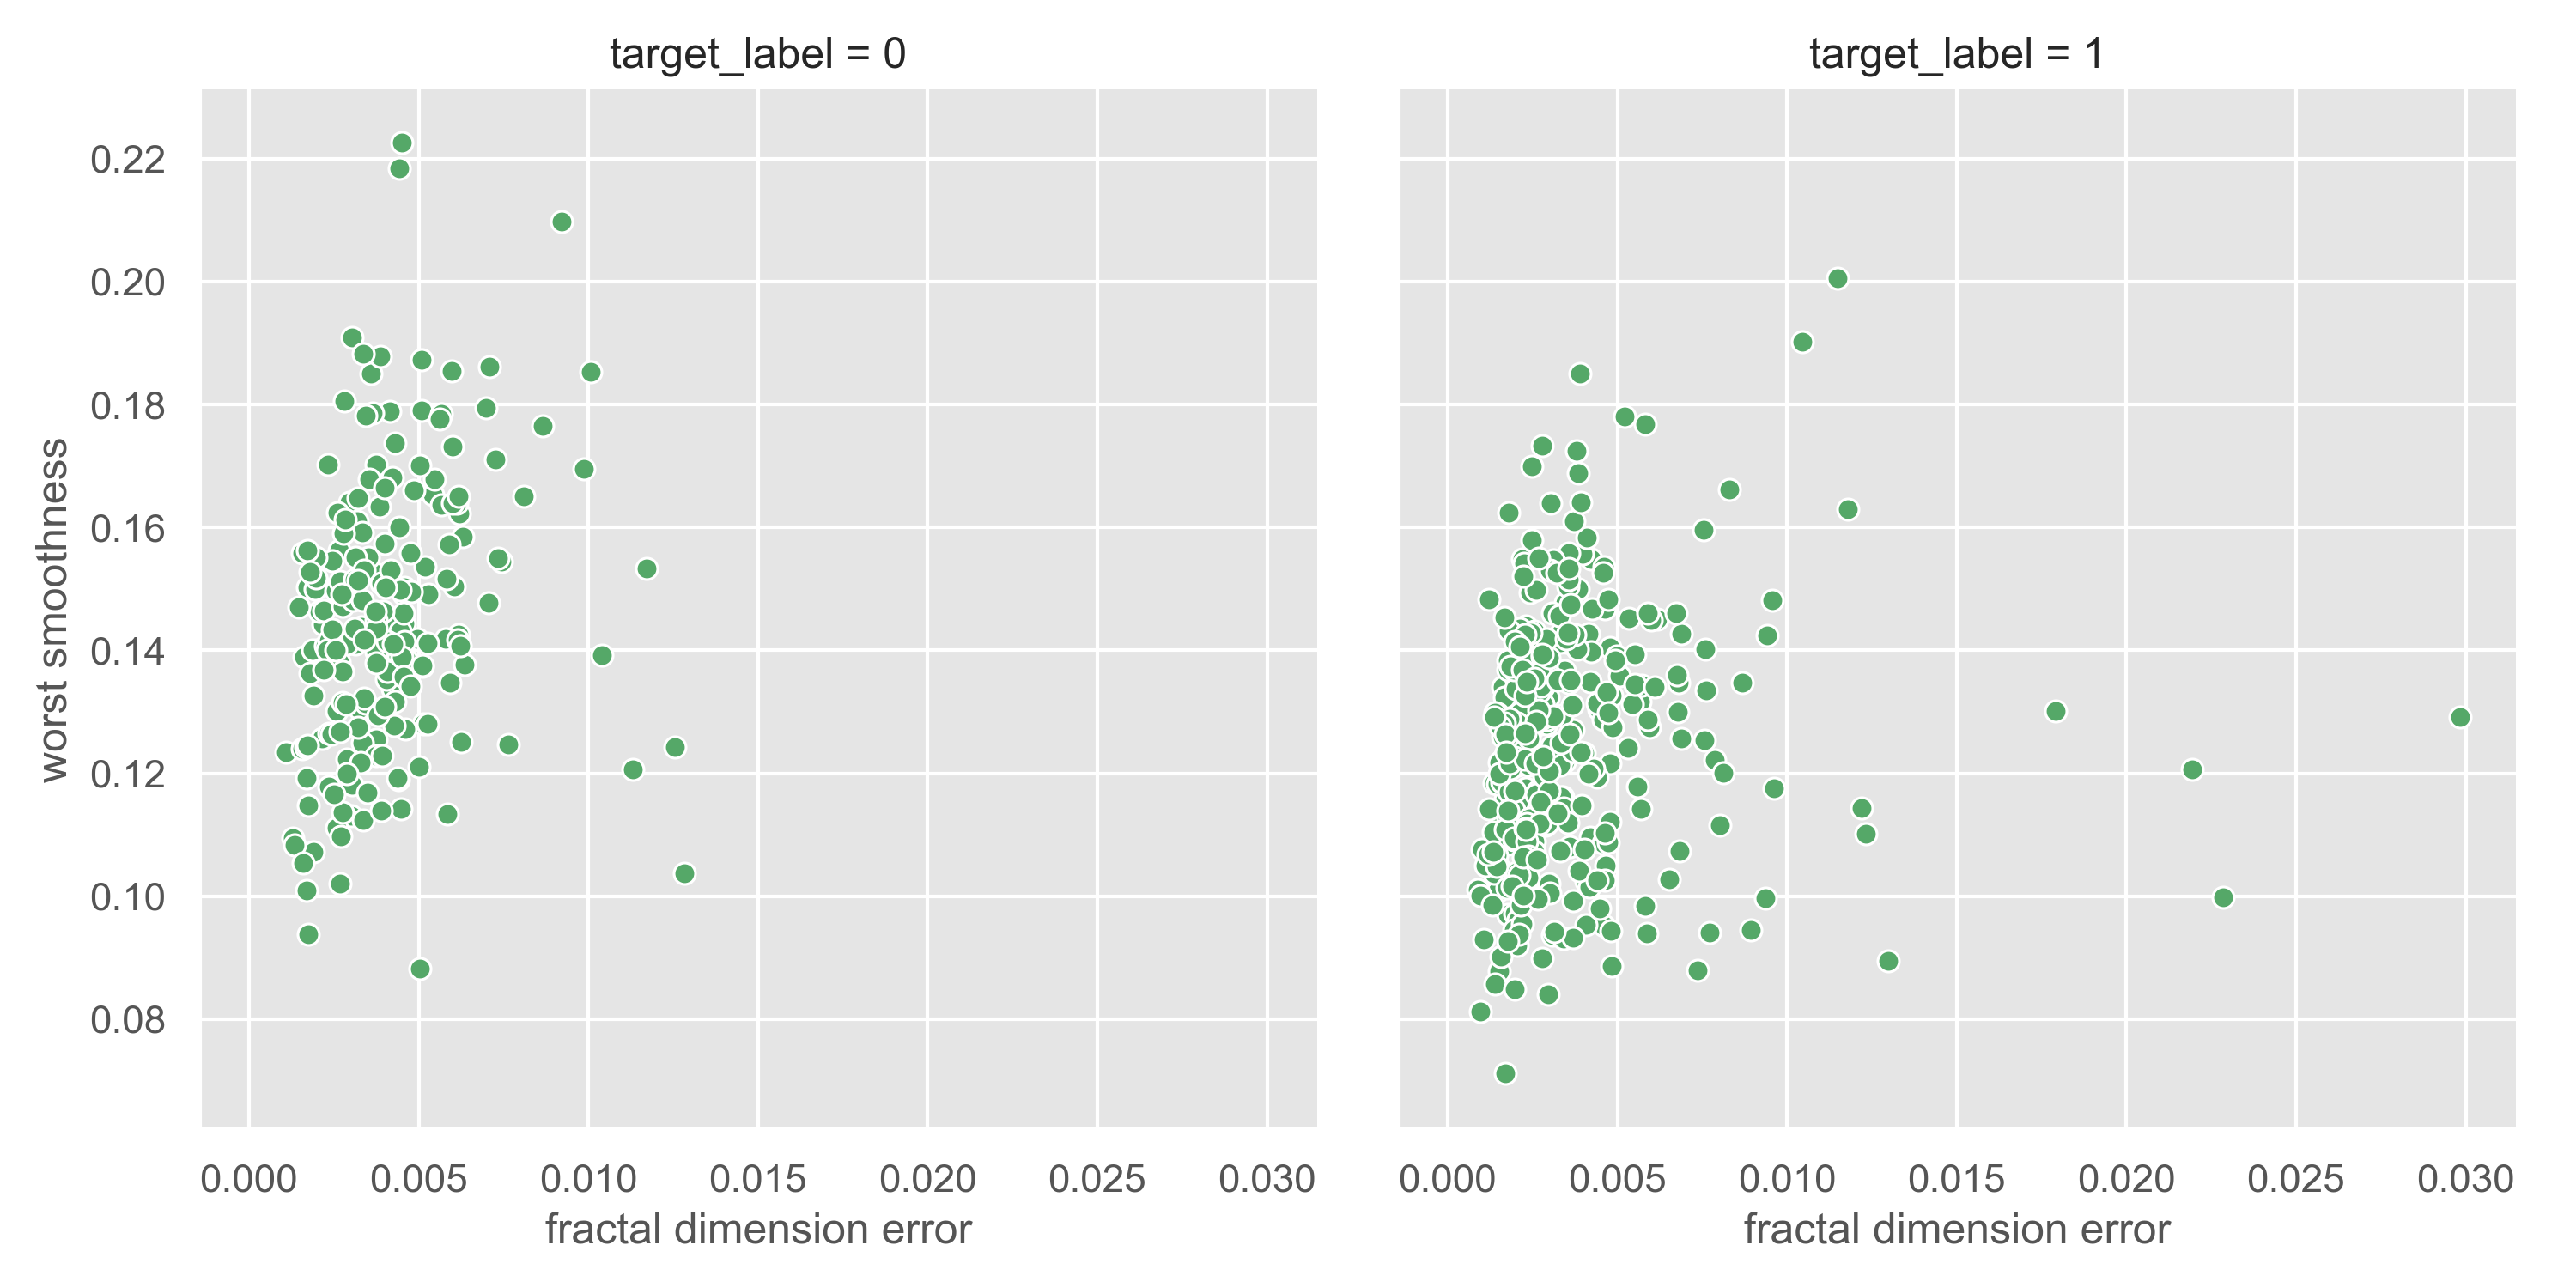 target_label = 0
target_label = 1
worst smoothness
0.22
0.20
0.18
0.16
0.14
0.12
0.10
0.08
0.000 0.005 0.010 0.015 0.020 0.025 0.030
0.000 0.005 0.010 0.015 0.020 0.025 0.030
fractal dimension error
fractal dimension error